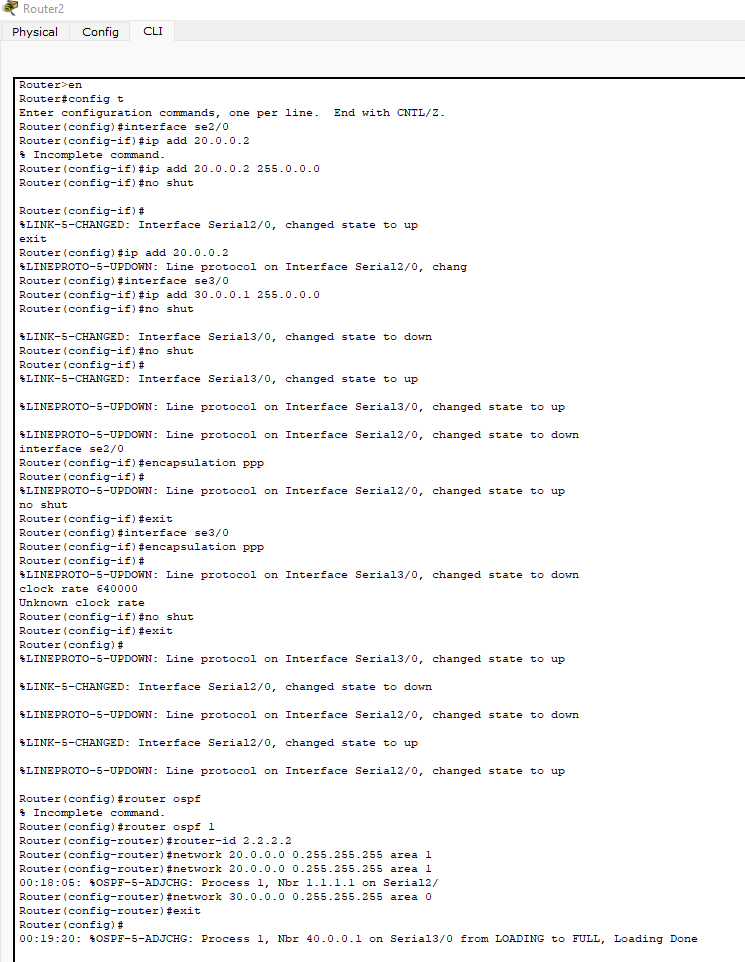 Router2
Physical Config CLI
Router>en
Router#config t
Enter configuration commands, one per line.  End with CNTL/Z.
Router(config)#interface se2/0
Router(config-if)#ip add 20.0.0.2
% Incomplete command.
Router(config-if)#ip add 20.0.0.2 255.0.0.0
Router(config-if)#no shut
Router(config-if)#
%LINK-5-CHANGED: Interface Serial2/0, changed state to up
exit
Router(config)#ip add 20.0.0.2
%LINEPROTO-5-UPDOWN: Line protocol on Interface Serial2/0, chang
Router(config)#interface se3/0
Router(config-if)#ip add 30.0.0.1 255.0.0.0
Router(config-if)#no shut
%LINK-5-CHANGED: Interface Serial3/0, changed state to down
Router(config-if)#no shut
Router(config-if)#
%LINK-5-CHANGED: Interface Serial3/0, changed state to up
%LINEPROTO-5-UPDOWN: Line protocol on Interface Serial3/0, changed state to up
%LINEPROTO-5-UPDOWN: Line protocol on Interface Serial2/0, changed state to down
interface se2/0
Router(config-if)#encapsulation ppp
Router(config-if)#
%LINEPROTO-5-UPDOWN: Line protocol on Interface Serial2/0, changed state to up
no shut
Router(config-if)#exit
Router(config)#interface se3/0
Router(config-if)#encapsulation ppp
Router(config-if)#
%LINEPROTO-5-UPDOWN: Line protocol on Interface Serial3/0, changed state to down
clock rate 640000
Unknown clock rate
Router(config-if)#no shut
Router(config-if)#exit
Router(config)#
%LINEPROTO-5-UPDOWN: Line protocol on Interface Serial3/0, changed state to up
%LINK-5-CHANGED: Interface Serial2/0, changed state to down
%LINEPROTO-5-UPDOWN: Line protocol on Interface Serial2/0, changed state to down
%LINK-5-CHANGED: Interface Serial2/0, changed state to up
%LINEPROTO-5-UPDOWN: Line protocol on Interface Serial2/0, changed state to up
Router(config)#router ospf
% Incomplete command.
Router(config)#router ospf 1
Router(config-router)#router-id 2.2.2.2
Router(config-router)#network 20.0.0.0 0.255.255.255 area 1
Router(config-router)#network 20.0.0.0 0.255.255.255 area 1
00:18:05: %OSPF-5-ADJCHG: Process 1, Nbr 1.1.1.1 on Serial2/
Router(config-router)#network 30.0.0.0 0.255.255.255 area 0
Router(config-router)#exit
Router(config)#
00:19:20: %OSPF-5-ADJCHG: Process 1, Nbr 40.0.0.1 on Serial3/0 from LOADING to FULL, Loading Done